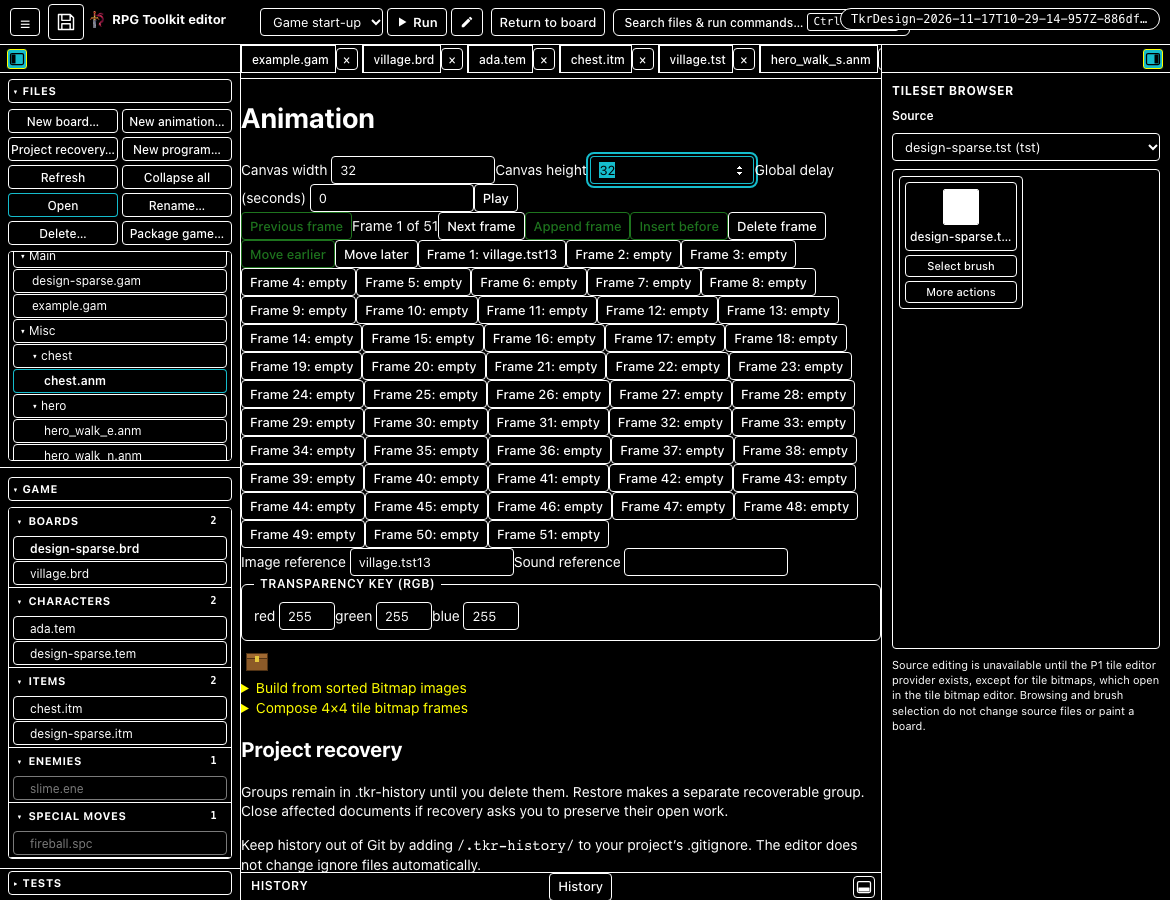 RPG Toolkit editor
Game start-up
Run
Return to board
Search files & run commands... Ctrl
TkrDesign-2026-11-17T10-29-14-957Z-886df…
example.gam ×
village.brd ×
ada.tem ×
chest.itm ×
village.tst ×
hero_walk_s.anm
FILES
New board...
New animation...
Project recovery...
New program...
Refresh
Collapse all
Open
Rename...
Delete...
Package game...
Main
design-sparse.gam
example.gam
Misc
chest
chest.anm
hero
hero_walk_e.anm
hero_walk_n.anm
GAME
BOARDS 2
design-sparse.brd
village.brd
CHARACTERS 2
ada.tem
design-sparse.tem
ITEMS 2
chest.itm
design-sparse.itm
ENEMIES 1
slime.ene
SPECIAL MOVES 1
fireball.spc
TESTS
Animation
Canvas width 32 Canvas height 32 Global delay
(seconds) 0 Play
Previous frame Frame 1 of 51 Next frame Append frame Insert before Delete frame
Move earlier Move later Frame 1: village.tst13 Frame 2: empty Frame 3: empty
Frame 4: empty Frame 5: empty Frame 6: empty Frame 7: empty Frame 8: empty
Frame 9: empty Frame 10: empty Frame 11: empty Frame 12: empty Frame 13: empty
Frame 14: empty Frame 15: empty Frame 16: empty Frame 17: empty Frame 18: empty
Frame 19: empty Frame 20: empty Frame 21: empty Frame 22: empty Frame 23: empty
Frame 24: empty Frame 25: empty Frame 26: empty Frame 27: empty Frame 28: empty
Frame 29: empty Frame 30: empty Frame 31: empty Frame 32: empty Frame 33: empty
Frame 34: empty Frame 35: empty Frame 36: empty Frame 37: empty Frame 38: empty
Frame 39: empty Frame 40: empty Frame 41: empty Frame 42: empty Frame 43: empty
Frame 44: empty Frame 45: empty Frame 46: empty Frame 47: empty Frame 48: empty
Frame 49: empty Frame 50: empty Frame 51: empty
Image reference village.tst13 Sound reference
TRANSPARENCY KEY (RGB)
red 255 green 255 blue 255
Build from sorted Bitmap images
Compose 4×4 tile bitmap frames
Project recovery
Groups remain in .tkr-history until you delete them. Restore makes a separate recoverable group.
Close affected documents if recovery asks you to preserve their open work.
Keep history out of Git by adding /.tkr-history/ to your project's .gitignore. The editor does
not change ignore files automatically.
HISTORY
History
TILESET BROWSER
Source
design-sparse.tst (tst)
design-sparse.t…
Select brush
More actions
Source editing is unavailable until the P1 tile editor
provider exists, except for tile bitmaps, which open
in the tile bitmap editor. Browsing and brush
selection do not change source files or paint a
board.